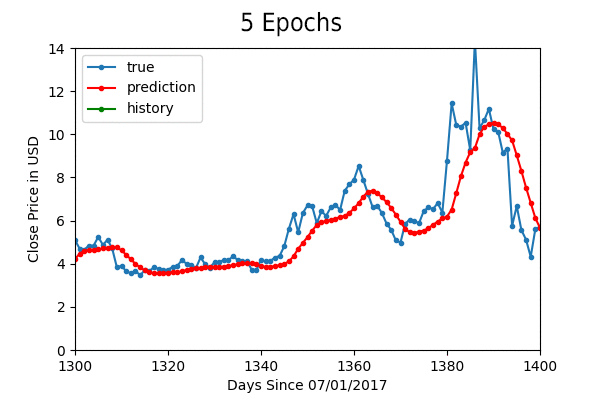 5 Epochs
true
prediction
history
14
12
10
8
6
4
2
0
Close Price in USD
1300 1320 1340 1360 1380 1400
Days Since 07/01/2017